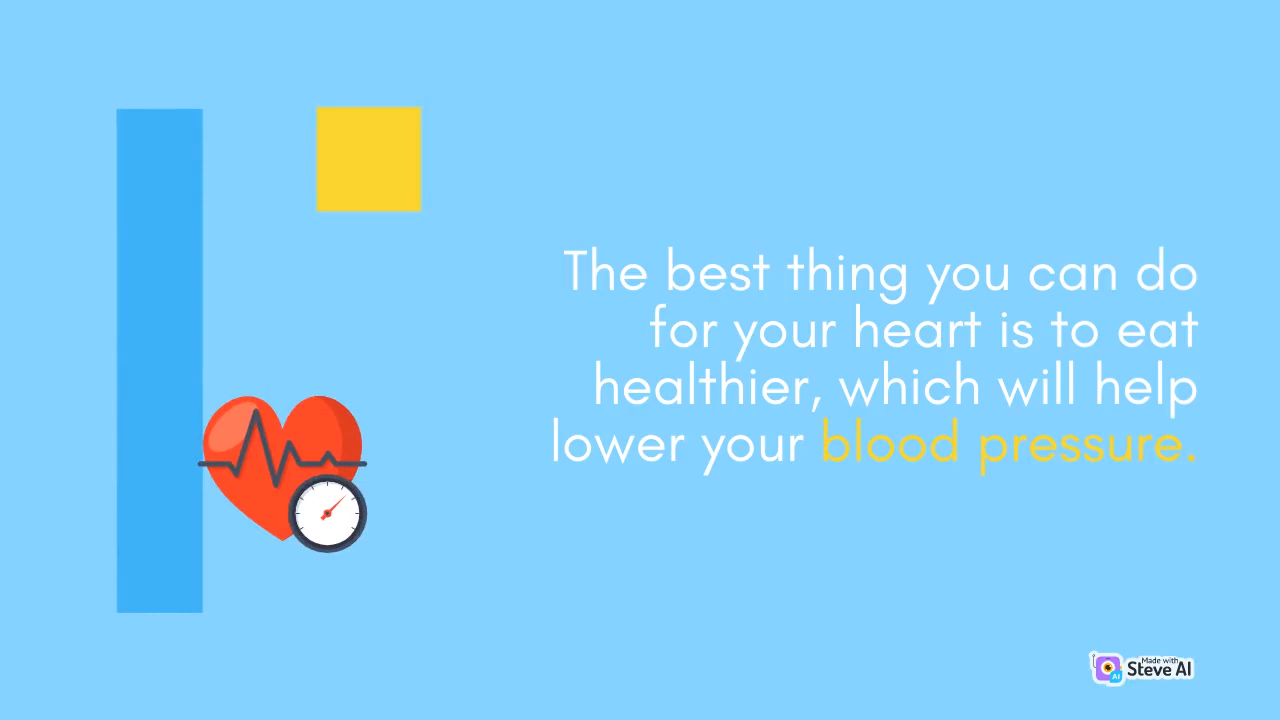 The best thing you can do
for your heart is to eat
healthier, which will help
lower your blood pressure.
Made with
Steve AI
AI